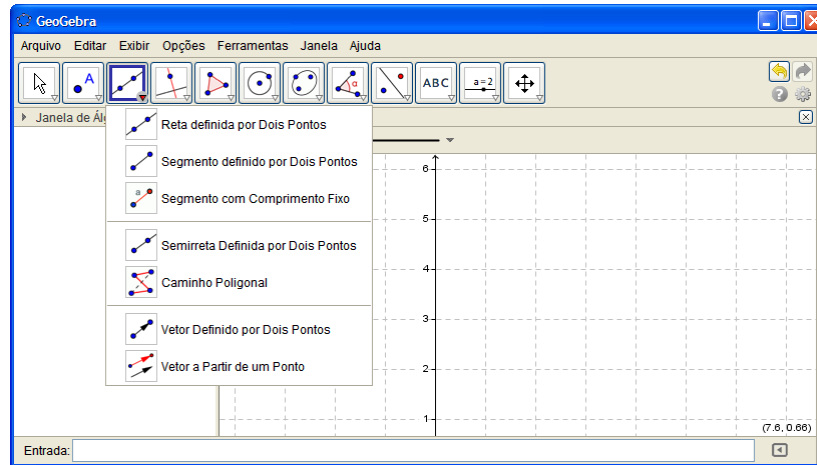 GeoGebra
Arquivo Editar Exibir Opções Ferramentas Janela Ajuda
A
α
ABC
a=2
Janela de Ál
Reta definida por Dois Pontos
Segmento definido por Dois Pontos
a
Segmento com Comprimento Fixo
Semirreta Definida por Dois Pontos
Caminho Poligonal
Vetor Definido por Dois Pontos
Vetor a Partir de um Ponto
6
5
4
3
2
1
(7.6, 0.66)
Entrada: